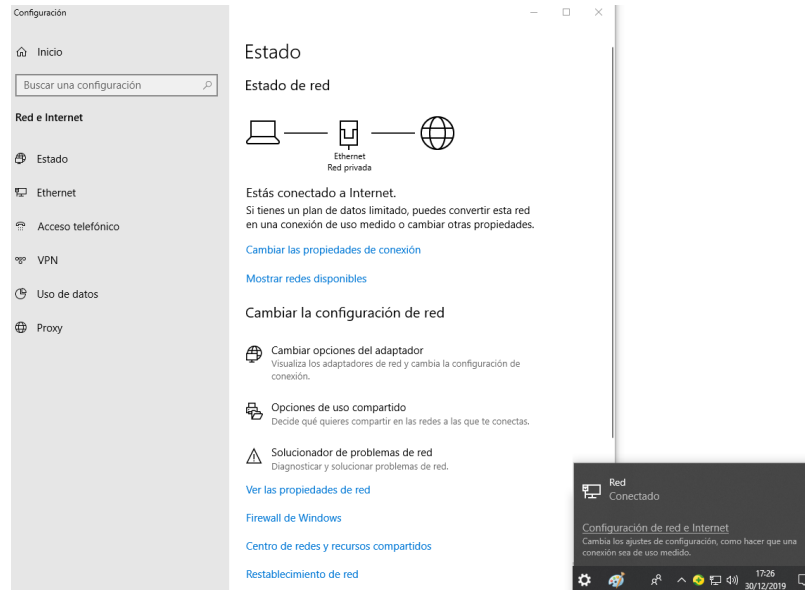 Configuración
Inicio
Buscar una configuración
Red e Internet
Estado
Ethernet
Acceso telefónico
VPN
Uso de datos
Proxy
Estado
Estado de red
Ethernet
Red privada
Estás conectado a Internet.
Si tienes un plan de datos limitado, puedes convertir esta red
en una conexión de uso medido o cambiar otras propiedades.
Cambiar las propiedades de conexión
Mostrar redes disponibles
Cambiar la configuración de red
Cambiar opciones del adaptador
Visualiza los adaptadores de red y cambia la configuración de
conexión.
Opciones de uso compartido
Decide qué quieres compartir en las redes a las que te conectas.
Solucionador de problemas de red
Diagnosticar y solucionar problemas de red.
Ver las propiedades de red
Firewall de Windows
Centro de redes y recursos compartidos
Restablecimiento de red
Red
Conectado
Configuración de red e Internet
Cambia los ajustes de configuración, como hacer que una
conexión sea de uso medido.
17:26
30/12/2019